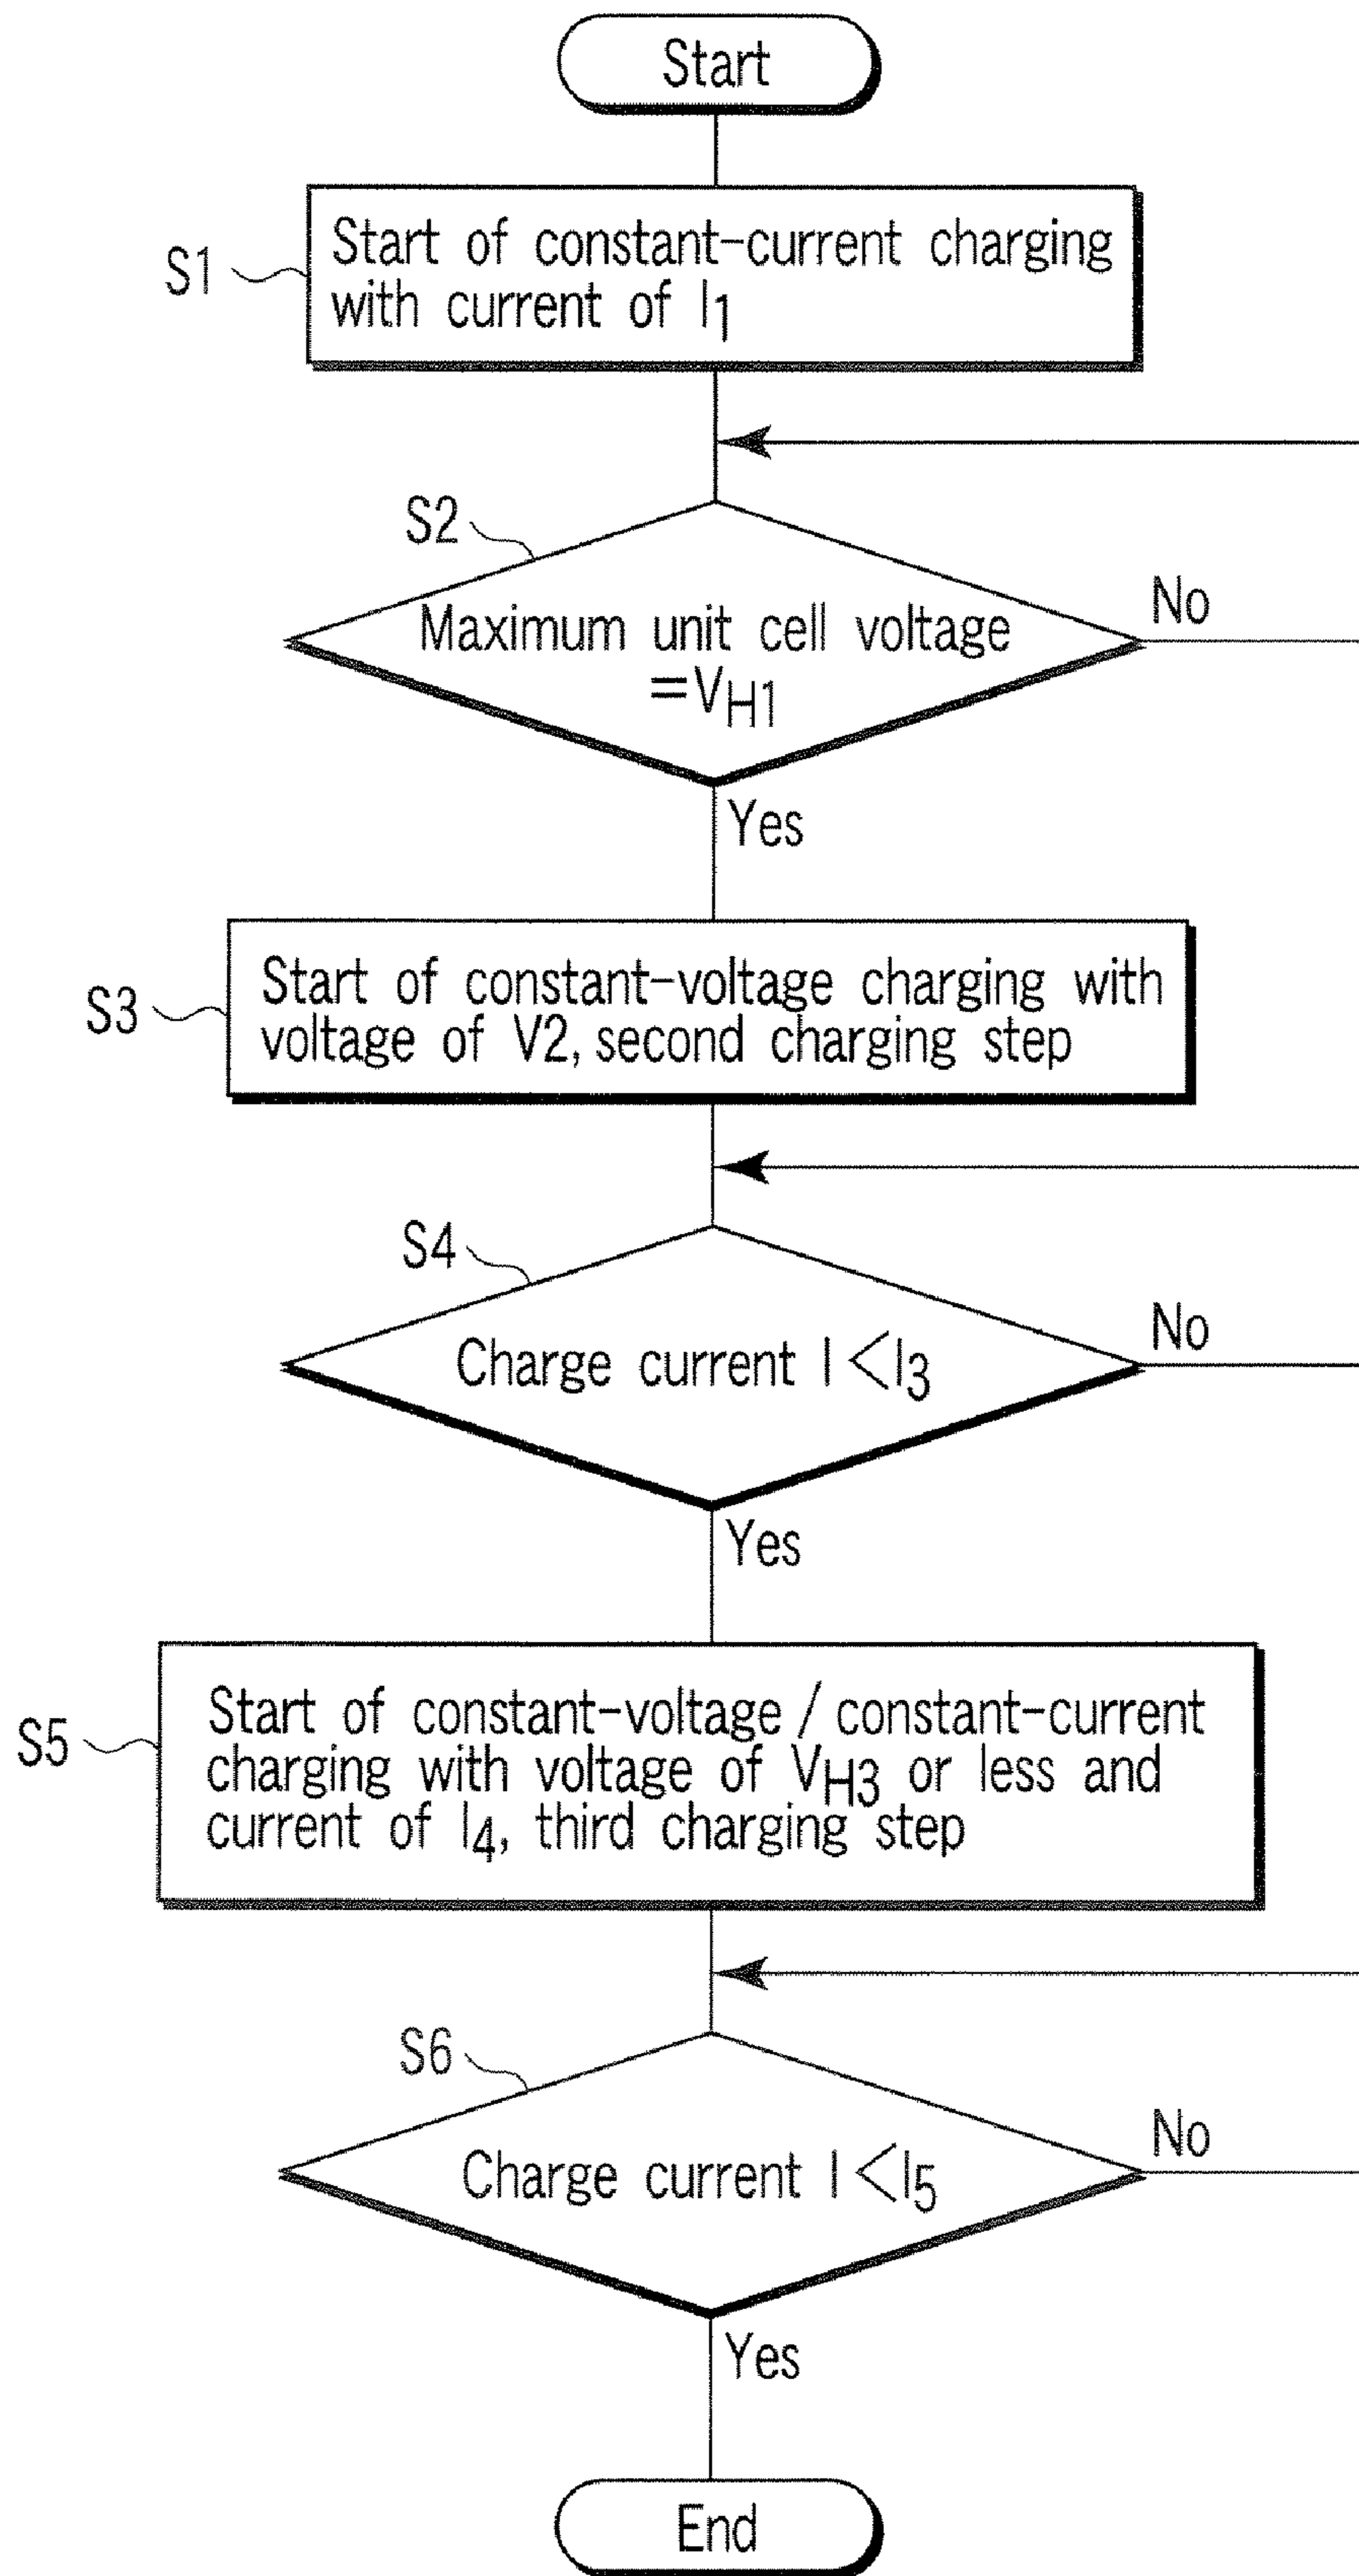 Start
S1
Start of constant-current charging
with current of I₁
S2
Maximum unit cell voltage
=V_H1
No
Yes
S3
Start of constant-voltage charging with
voltage of V2, second charging step
S4
Charge current I <I₃
No
Yes
S5
Start of constant-voltage / constant-current
charging with voltage of V_H3 or less and
current of I₄, third charging step
S6
Charge current I <I₅
No
Yes
End